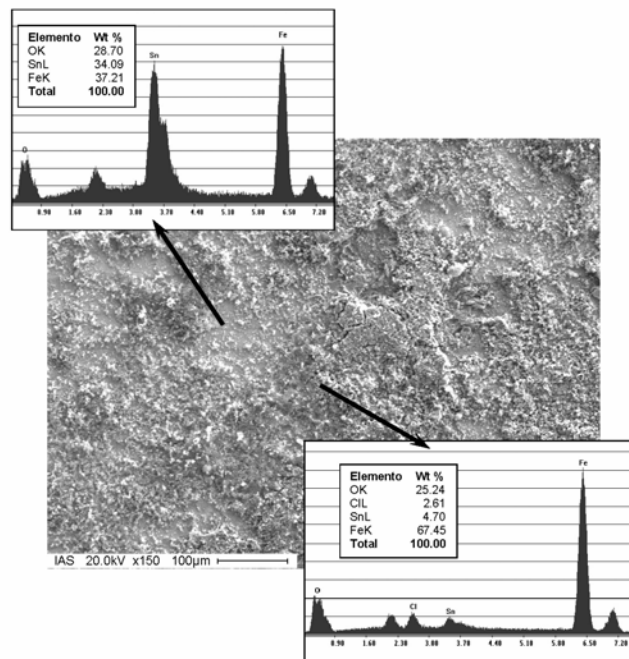 Elemento Wt %
OK 28.70
SnL 34.09
FeK 37.21
Total 100.00
Sn
Fe
O
0.90 1.60 2.30 3.00 3.70 4.40 5.10 5.80 6.50 7.20
IAS 20.0kV x150 100µm
Elemento Wt %
OK 25.24
ClL 2.61
SnL 4.70
FeK 67.45
Total 100.00
Fe
O
Cl
Sn
0.90 1.60 2.30 3.00 3.70 4.40 5.10 5.80 6.50 7.20